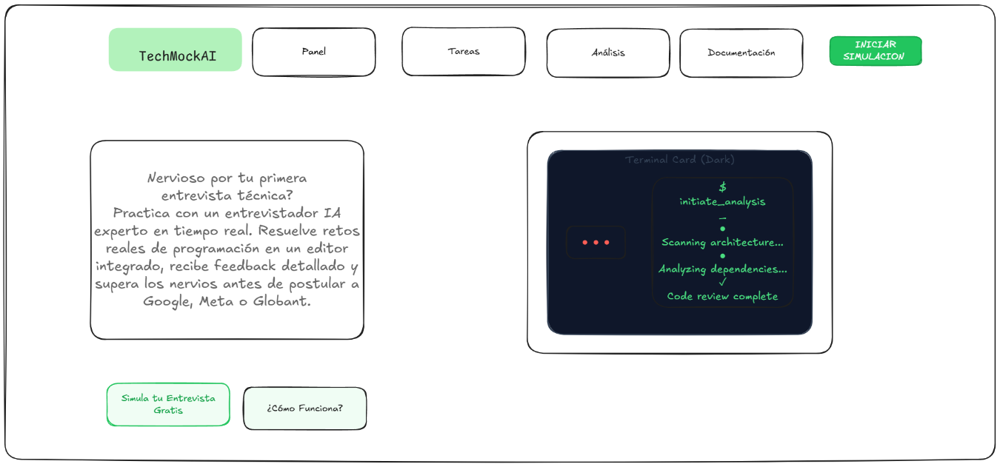 TechMockAI
Panel
Tareas
Análisis
Documentación
INICIAR
SIMULACION
Nervioso por tu primera
entrevista técnica?
Practica con un entrevistador IA
experto en tiempo real. Resuelve retos
reales de programación en un editor
integrado, recibe feedback detallado y
supera los nervios antes de postular a
Google, Meta o Globant.
Terminal Card (Dark)
● ● ●
$
initiate_analysis
_
●
Scanning architecture...
●
Analyzing dependencies...
✓
Code review complete
Simula tu Entrevista
Gratis
¿Cómo Funciona?